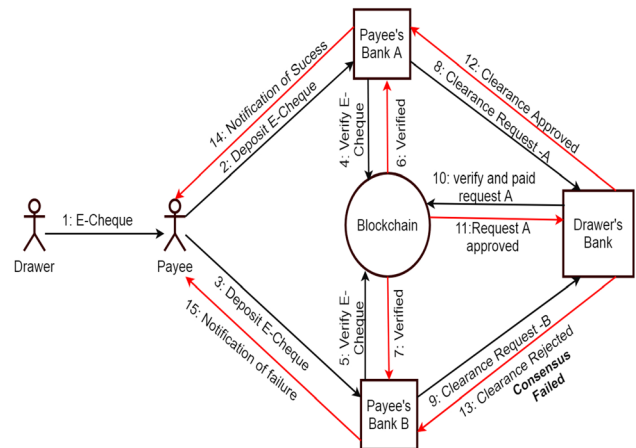 Payee's
Bank A
14: Notification of Sucess
2: Deposit E-Cheque
4: Verify E-
Cheque
6: Verified
8: Clearance Request -A
12: Clearance Approved
10: verify and paid
request A
1: E-Cheque
Blockchain
11:Request A
approved
Drawer's
Bank
Drawer
Payee
3: Deposit E-Cheque
15: Notification of failure
5: Verify E-
Cheque
7: Verified
9: Clearance Request -B
13: Clearance Rejected
Consensus
Failed
Payee's
Bank B